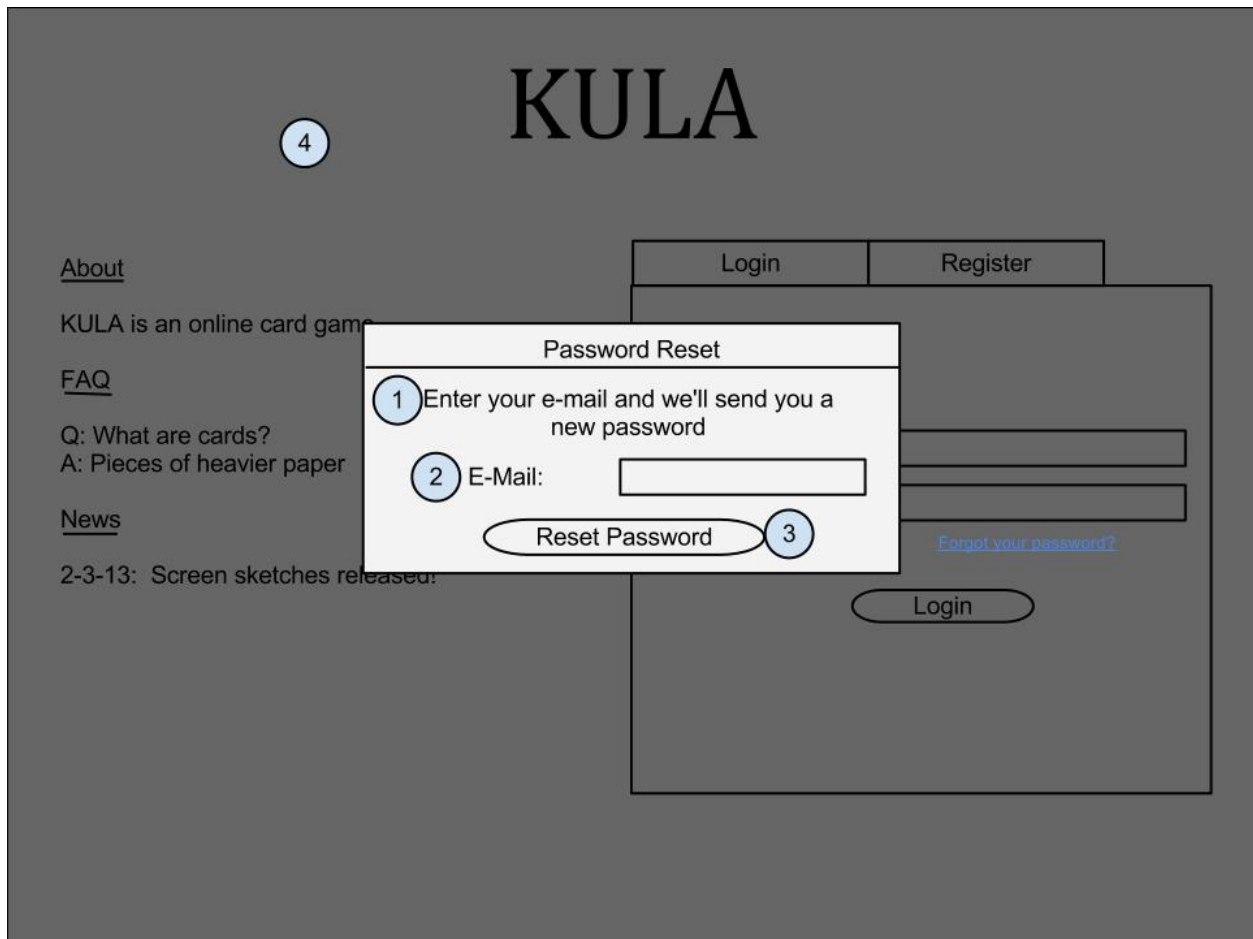 KULA
4
About
KULA is an online card game
FAQ
Q: What are cards?
A: Pieces of heavier paper
News
2-3-13: Screen sketches released!
Login Register
Password Reset
1 Enter your e-mail and we'll send you a
new password
2 E-Mail:
Reset Password 3
Forgot your password?
Login